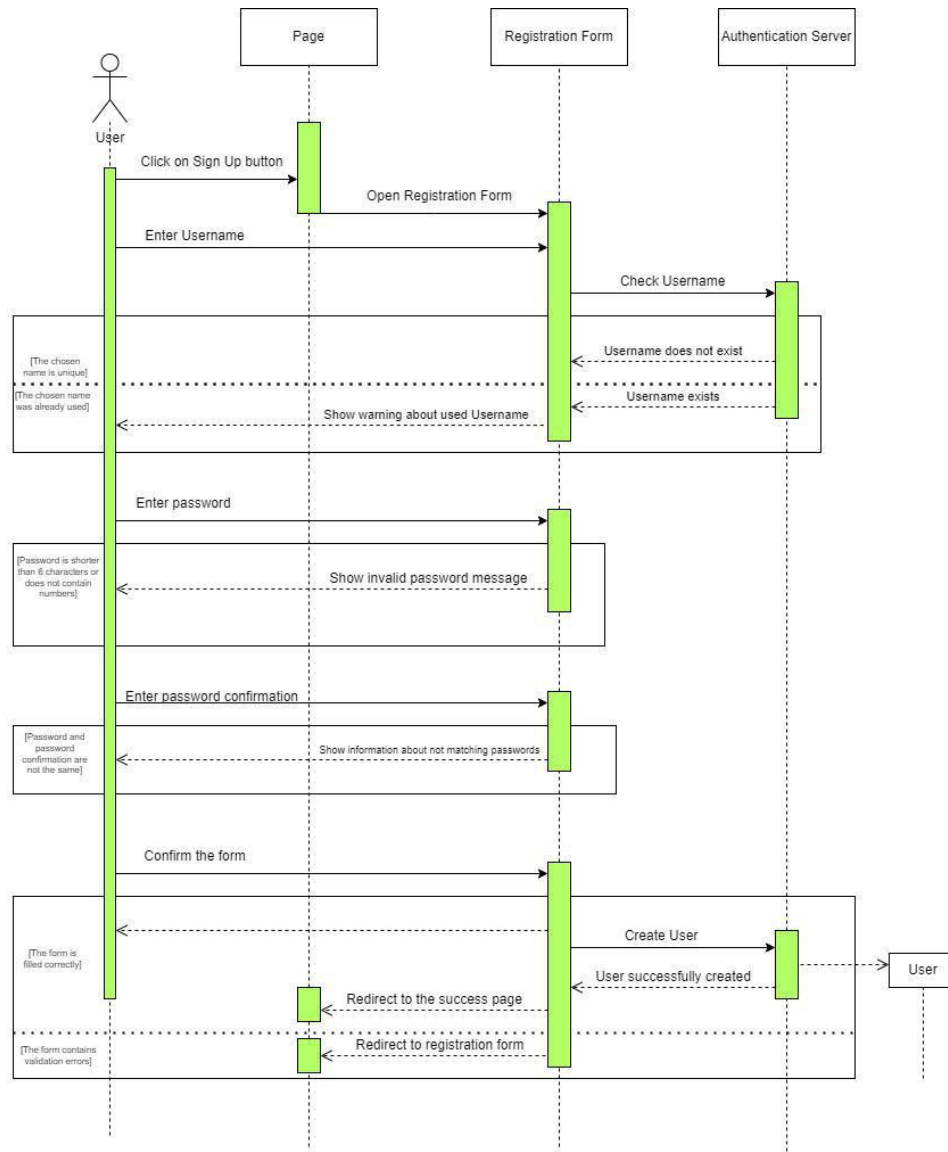 Page
Registration Form
Authentication Server
User
Click on Sign Up button
Open Registration Form
Enter Username
Check Username
[The chosen
name is unique]
Username does not exist
[The chosen name
was already used]
Username exists
Show warning about used Username
Enter password
[Password is shorter
than 6 characters or
does not contain
numbers]
Show invalid password message
Enter password confirmation
[Password and
password
confirmation are
not the same]
Show information about not matching passwords
Confirm the form
[The form is
filled correctly]
Create User
User
User successfully created
Redirect to the success page
[The form contains
validation errors]
Redirect to registration form